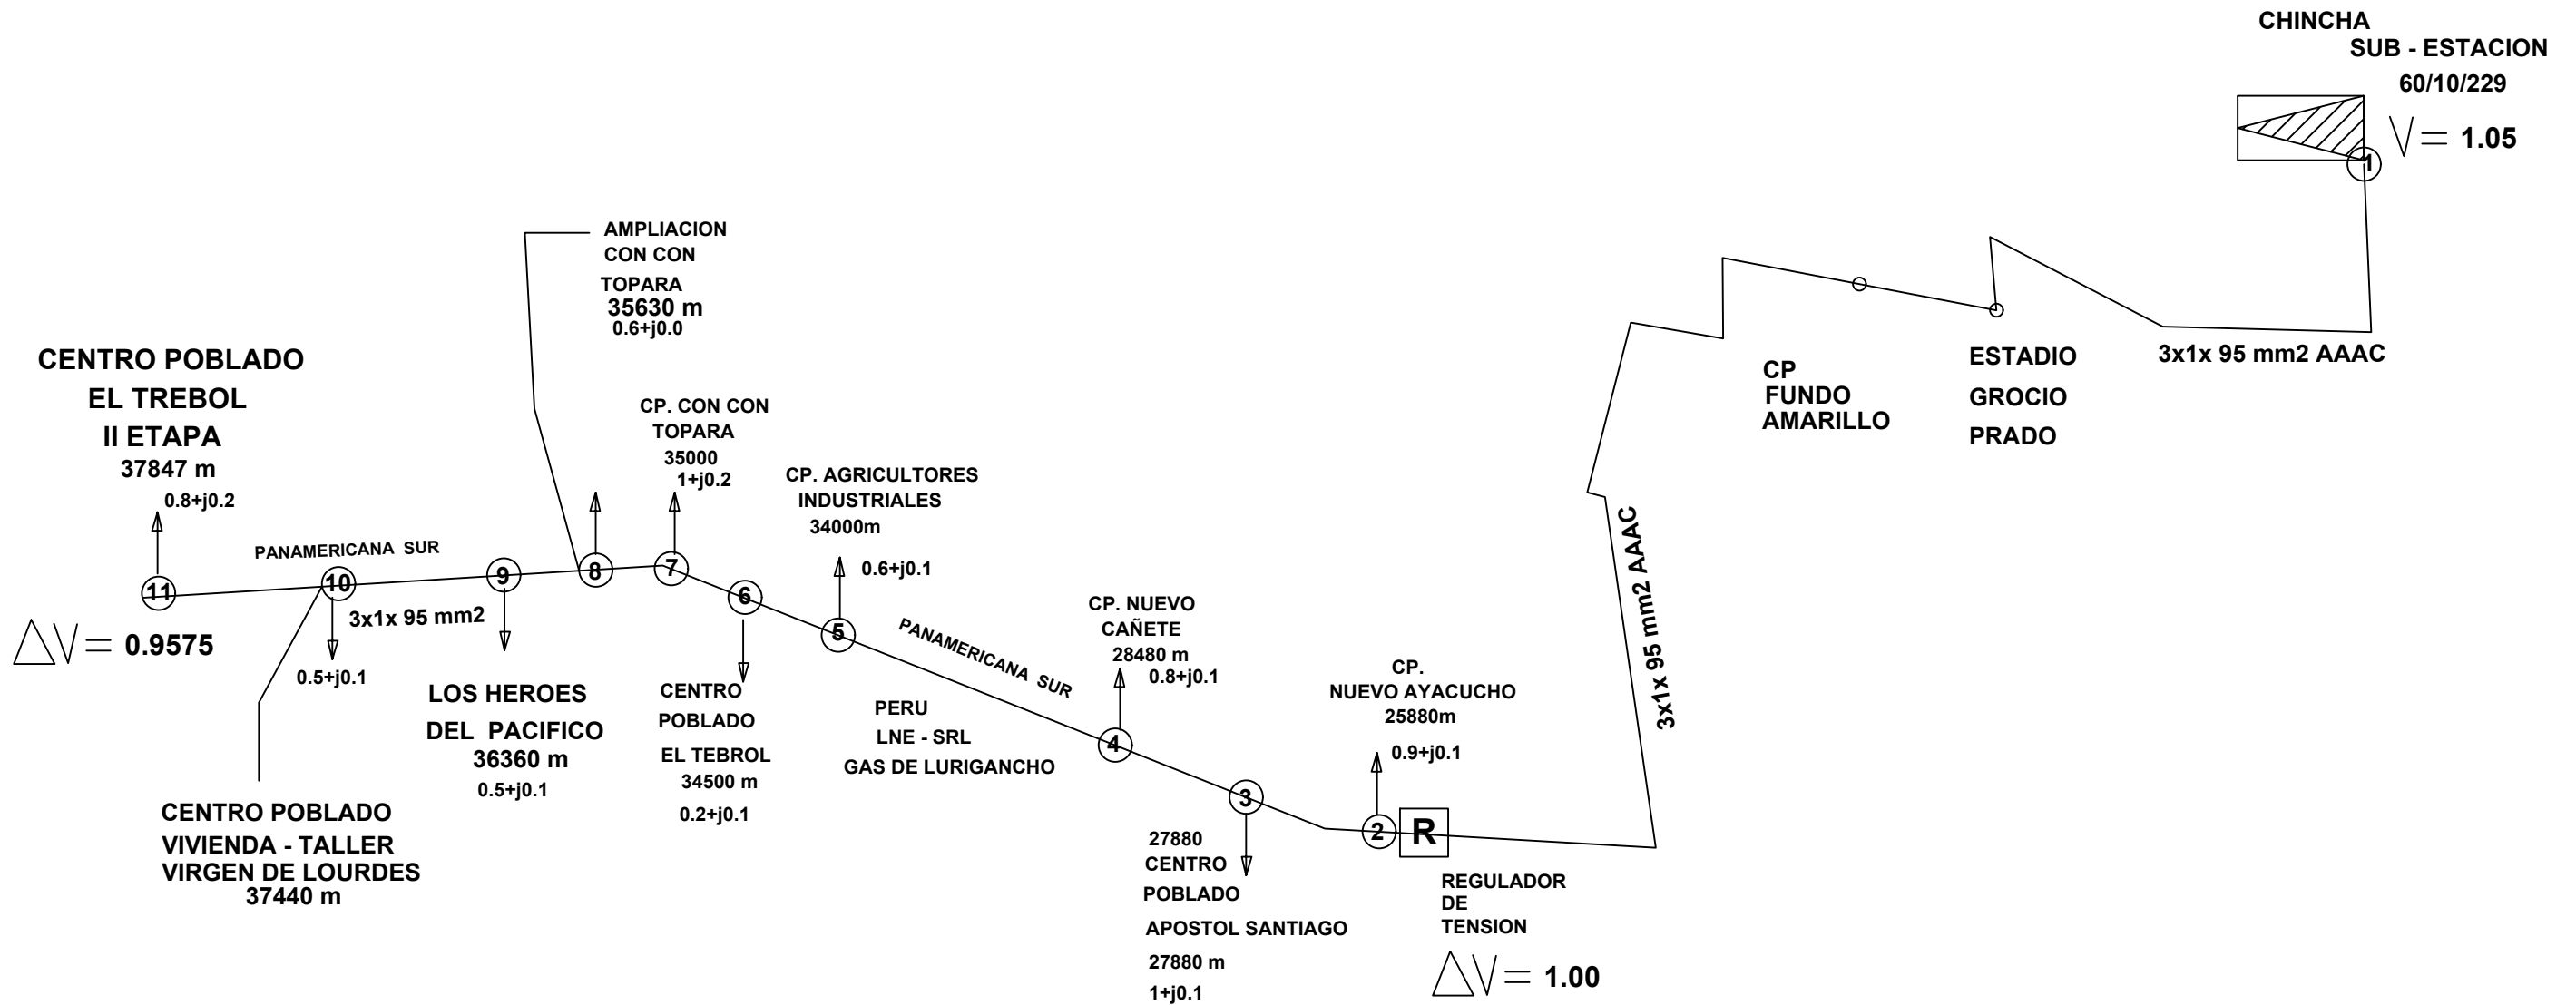 CHINCHA
SUB - ESTACION
60/10/229
V = 1.05
1
AMPLIACION
CON CON
TOPARA
35630 m
0.6+j0.0
CENTRO POBLADO
EL TREBOL
II ETAPA
37847 m
0.8+j0.2
CP. CON CON
TOPARA
35000
1+j0.2
CP. AGRICULTORES
INDUSTRIALES
34000m
0.6+j0.1
CP
FUNDO
AMARILLO
ESTADIO
GROCIO
PRADO
3x1x 95 mm2 AAAC
3x1x 95 mm2 AAAC
PANAMERICANA SUR
11
10
9
8
7
6
5
4
3
2
R
ΔV = 0.9575
3x1x 95 mm2
0.5+j0.1
LOS HEROES
DEL PACIFICO
36360 m
0.5+j0.1
CENTRO
POBLADO
EL TEBROL
34500 m
0.2+j0.1
PANAMERICANA SUR
PERU
LNE - SRL
GAS DE LURIGANCHO
CP. NUEVO
CAÑETE
28480 m
0.8+j0.1
CP.
NUEVO AYACUCHO
25880m
0.9+j0.1
CENTRO POBLADO
VIVIENDA - TALLER
VIRGEN DE LOURDES
37440 m
27880
CENTRO
POBLADO
APOSTOL SANTIAGO
27880 m
1+j0.1
REGULADOR
DE
TENSION
ΔV = 1.00